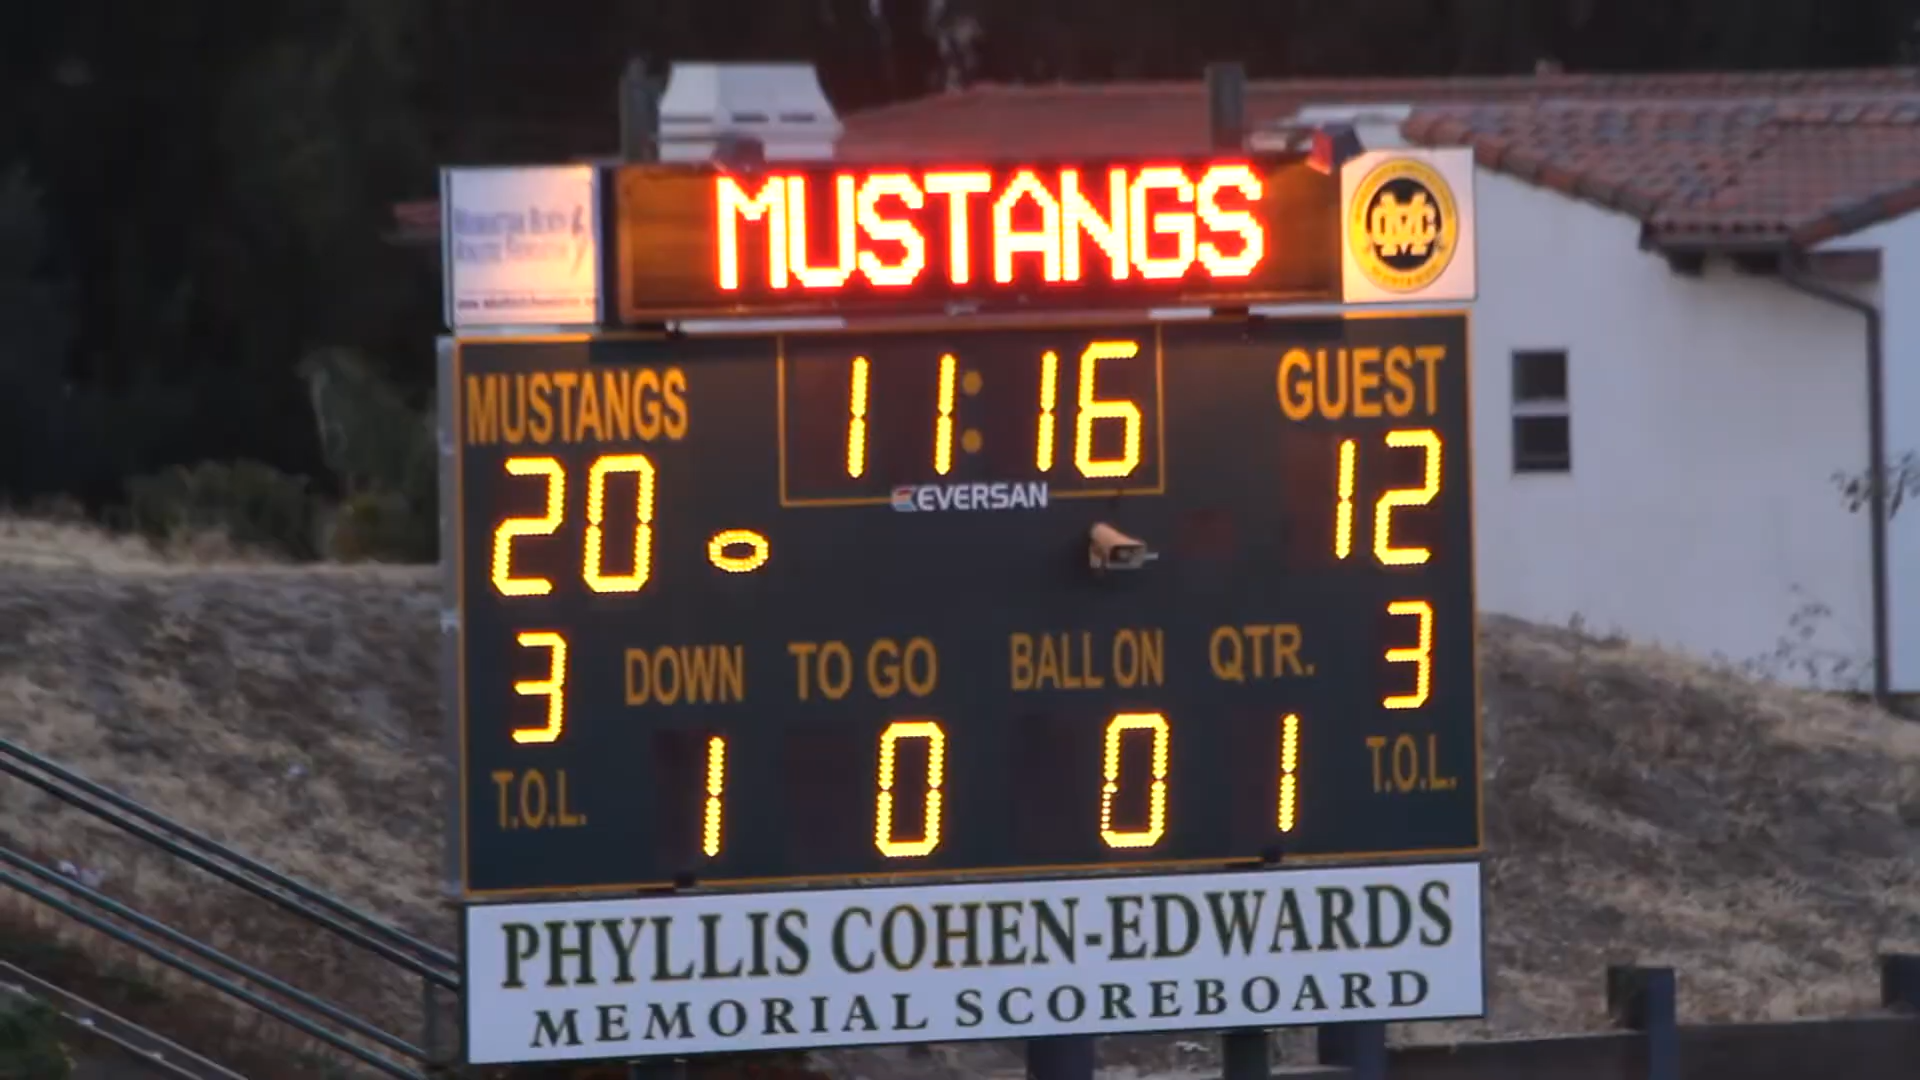 MUSTANGS
MUSTANGS
11:16
GUEST
EVERSAN
20
12
3
DOWN
TO GO
BALL ON
QTR.
3
T.O.L.
1
0
0
1
T.O.L.
PHYLLIS COHEN-EDWARDS
MEMORIAL SCOREBOARD